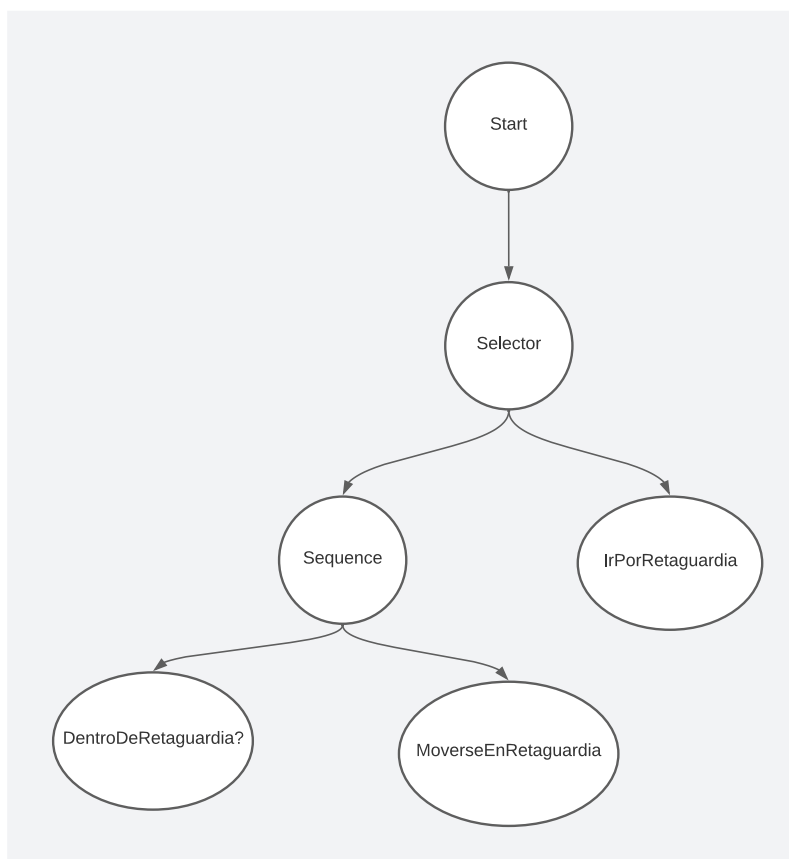 Start
Selector
Sequence
IrPorRetaguardia
DentroDeRetaguardia?
MoverseEnRetaguardia